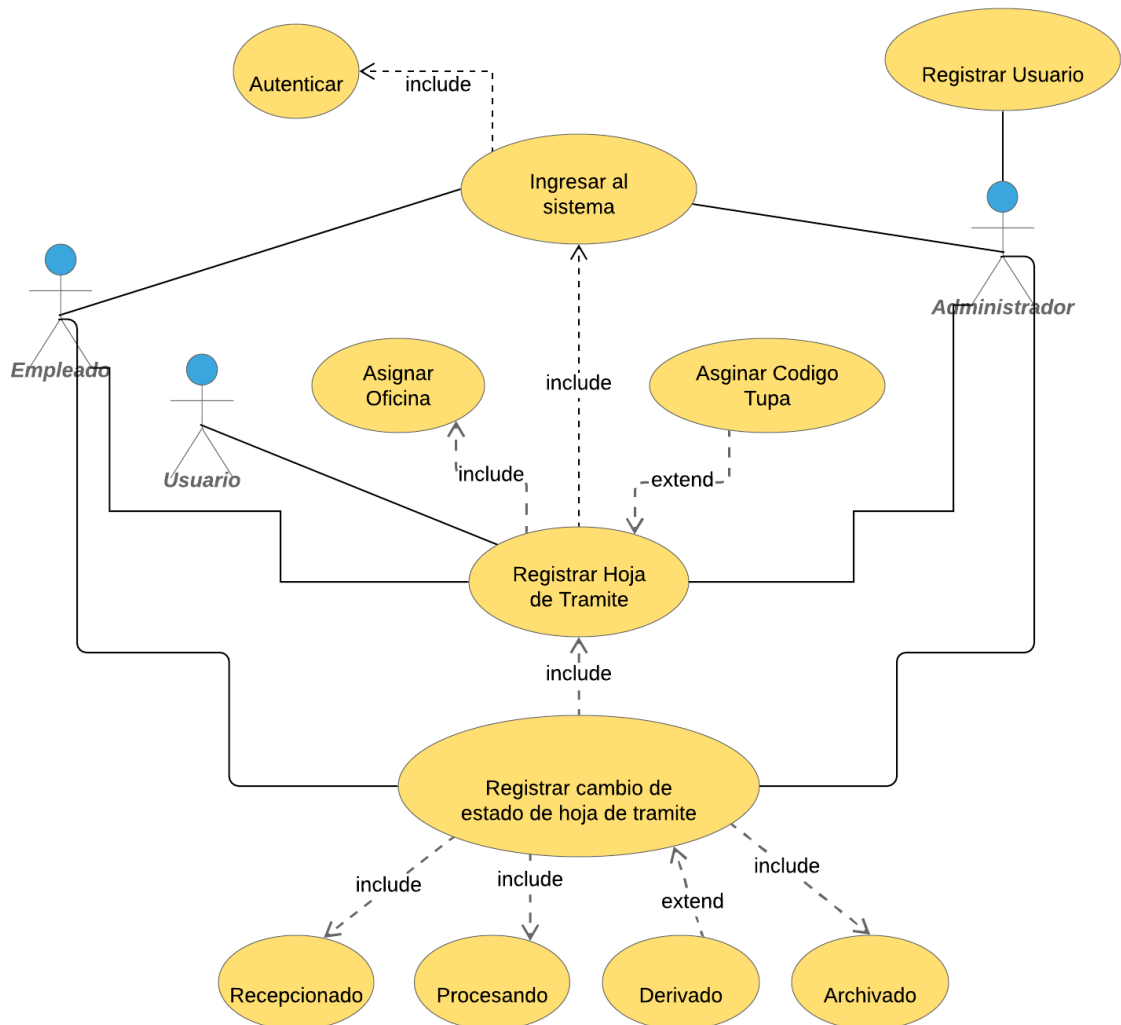 Registrar Usuario
Autenticar
include
Ingresar al
sistema
Administrador
Empleado
Asignar
Oficina
include
Asginar Codigo
Tupa
Usuario
include
extend
Registrar Hoja
de Tramite
include
Registrar cambio de
estado de hoja de tramite
include
include
extend
include
Recepcionado
Procesando
Derivado
Archivado